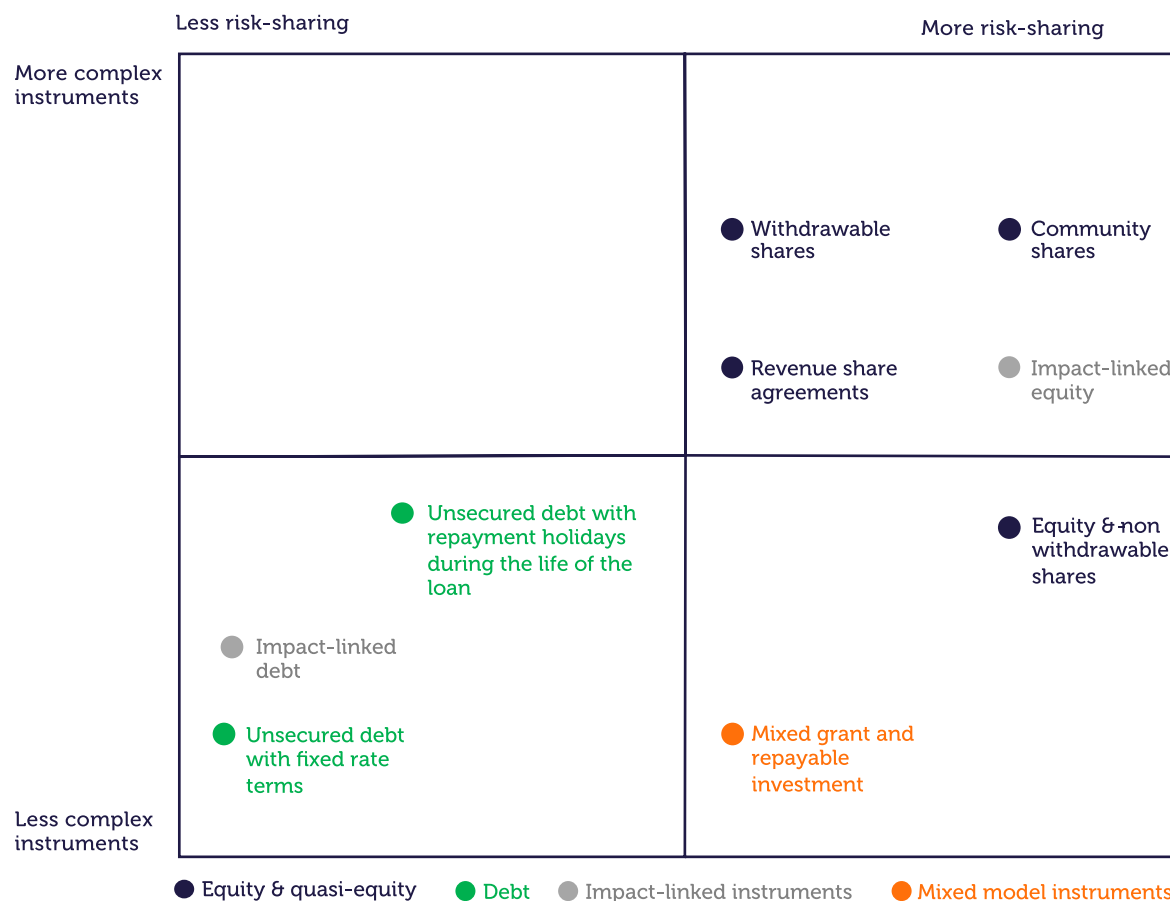 Less risk-sharing
More risk-sharing
More complex
instruments
Withdrawable
shares
Community
shares
Revenue share
agreements
Impact-linked
equity
Unsecured debt with
repayment holidays
during the life of the
loan
Equity & non
withdrawable
shares
Impact-linked
debt
Unsecured debt
with fixed rate
terms
Mixed grant and
repayable
investment
Less complex
instruments
Equity & quasi-equity
Debt
Impact-linked instruments
Mixed model instruments